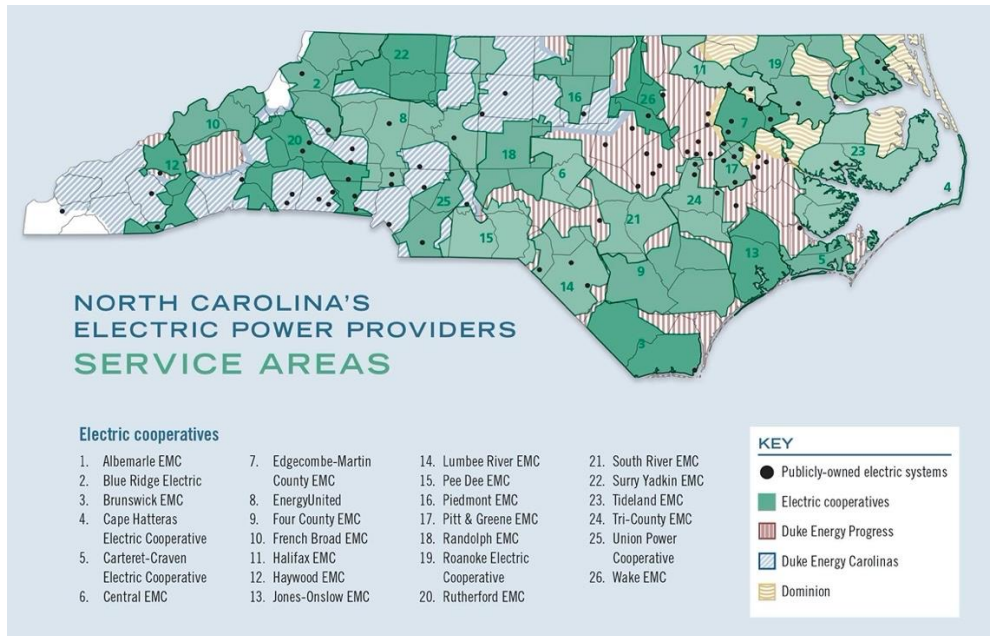 22
2
11
19
1
16
26
8
7
10
20
18
12
17
23
6
4
25
24
21
15
13
5
9
14
3
NORTH CAROLINA'S
ELECTRIC POWER PROVIDERS
SERVICE AREAS
Electric cooperatives
1. Albemarle EMC
2. Blue Ridge Electric
3. Brunswick EMC
4. Cape Hatteras
Electric Cooperative
5. Carteret-Craven
Electric Cooperative
6. Central EMC
7. Edgecombe-Martin
County EMC
8. EnergyUnited
9. Four County EMC
10. French Broad EMC
11. Halifax EMC
12. Haywood EMC
13. Jones-Onslow EMC
14. Lumbee River EMC
15. Pee Dee EMC
16. Piedmont EMC
17. Pitt & Greene EMC
18. Randolph EMC
19. Roanoke Electric
Cooperative
20. Rutherford EMC
21. South River EMC
22. Surry Yadkin EMC
23. Tideland EMC
24. Tri-County EMC
25. Union Power
Cooperative
26. Wake EMC
KEY
Publicly-owned electric systems
Electric cooperatives
Duke Energy Progress
Duke Energy Carolinas
Dominion